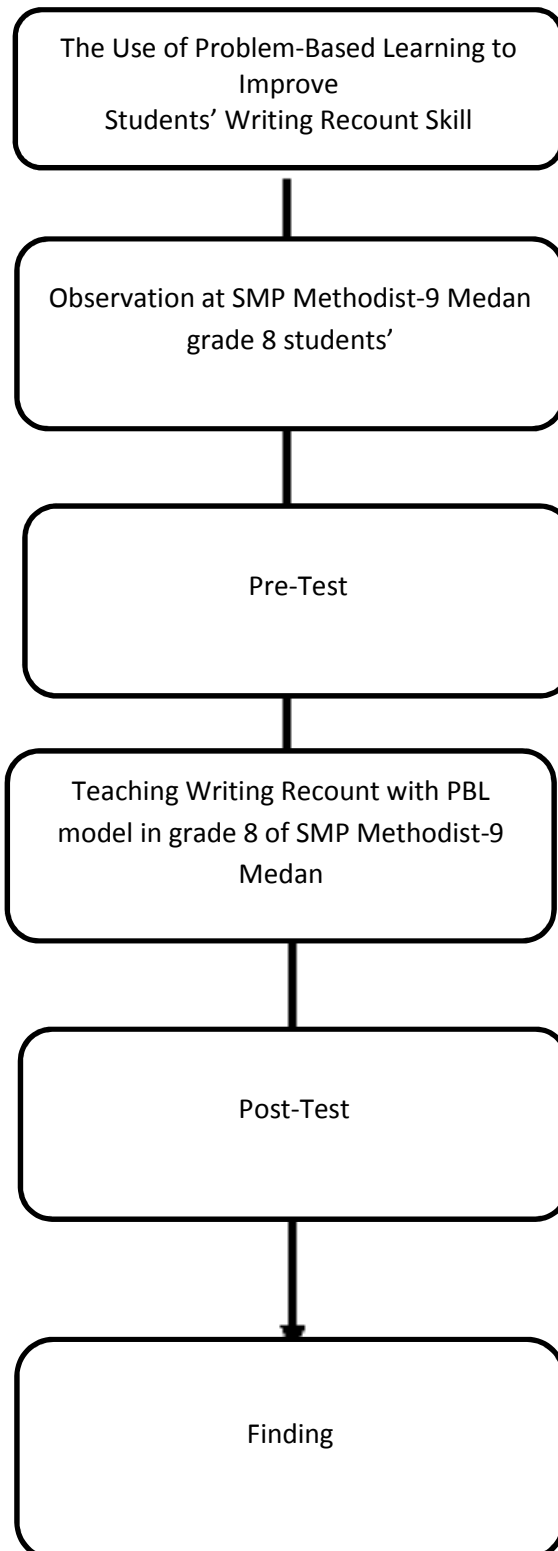 The Use of Problem-Based Learning to
Improve
Students’ Writing Recount Skill
Observation at SMP Methodist-9 Medan
grade 8 students’
Pre-Test
Teaching Writing Recount with PBL
model in grade 8 of SMP Methodist-9
Medan
Post-Test
Finding